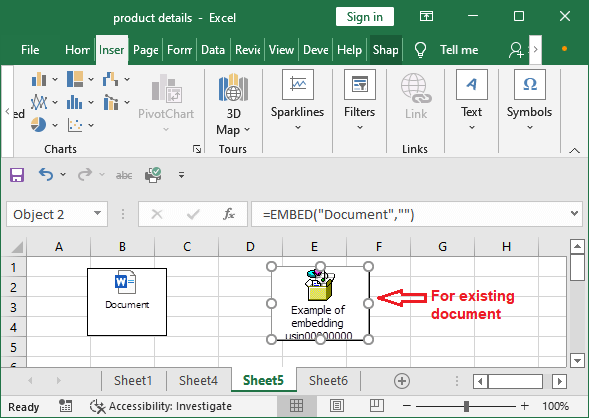 product details - Excel
Sign in
File
Hom
Inser
Page
Form
Data
Revie
View
Deve
Help
Shap
Tell me
ed
PivotChart
3D
Map
Sparklines
Filters
Link
Text
Symbols
Charts
Tours
abc
Object 2
fx
=EMBED("Document","")
A B C D E F G H
1
2
3
4
5
6
Document
Example of
embedding
usin00000000
For existing
document
Sheet1 Sheet4 Sheet5 Sheet6
Ready
Accessibility: Investigate
100%